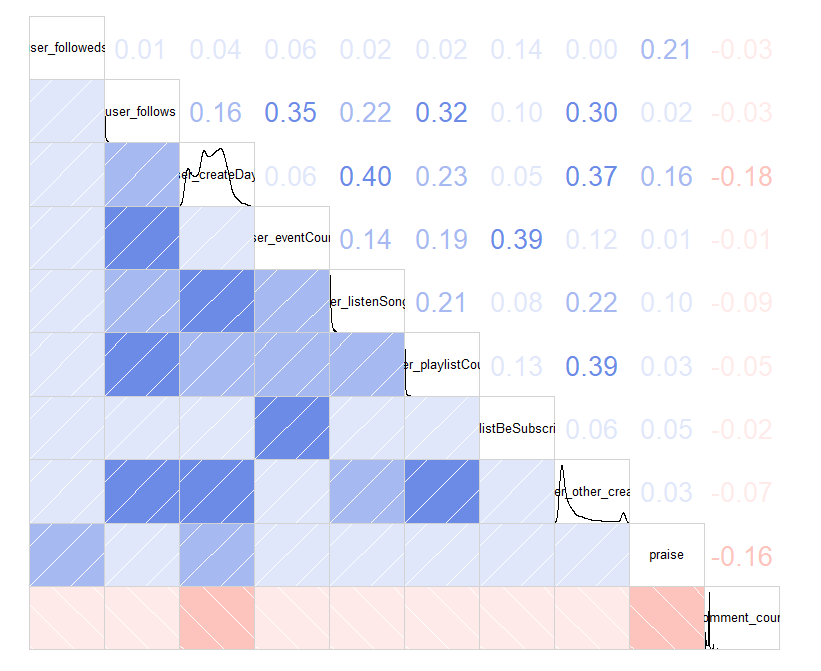 ser_followeds 0.01 0.04 0.06 0.02 0.02 0.14 0.00 0.21 -0.03
user_follows 0.16 0.35 0.22 0.32 0.10 0.30 0.02 -0.03
er_createDay 0.06 0.40 0.23 0.05 0.37 0.16 -0.18
ser_eventCou 0.14 0.19 0.39 0.12 0.01 -0.01
er_listenSong 0.21 0.08 0.22 0.10 -0.09
er_playlistCou 0.13 0.39 0.03 -0.05
listBeSubscri 0.06 0.05 -0.02
er_other_crea 0.03 -0.07
praise -0.16
omment_cour